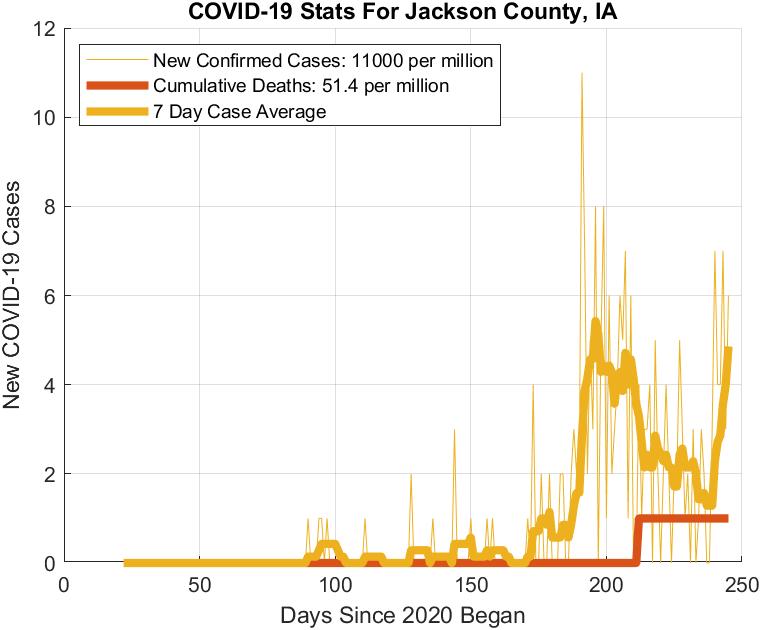 COVID-19 Stats For Jackson County, IA
New Confirmed Cases: 11000 per million
Cumulative Deaths: 51.4 per million
7 Day Case Average
New COVID-19 Cases
12
10
8
6
4
2
0
0 50 100 150 200 250
Days Since 2020 Began